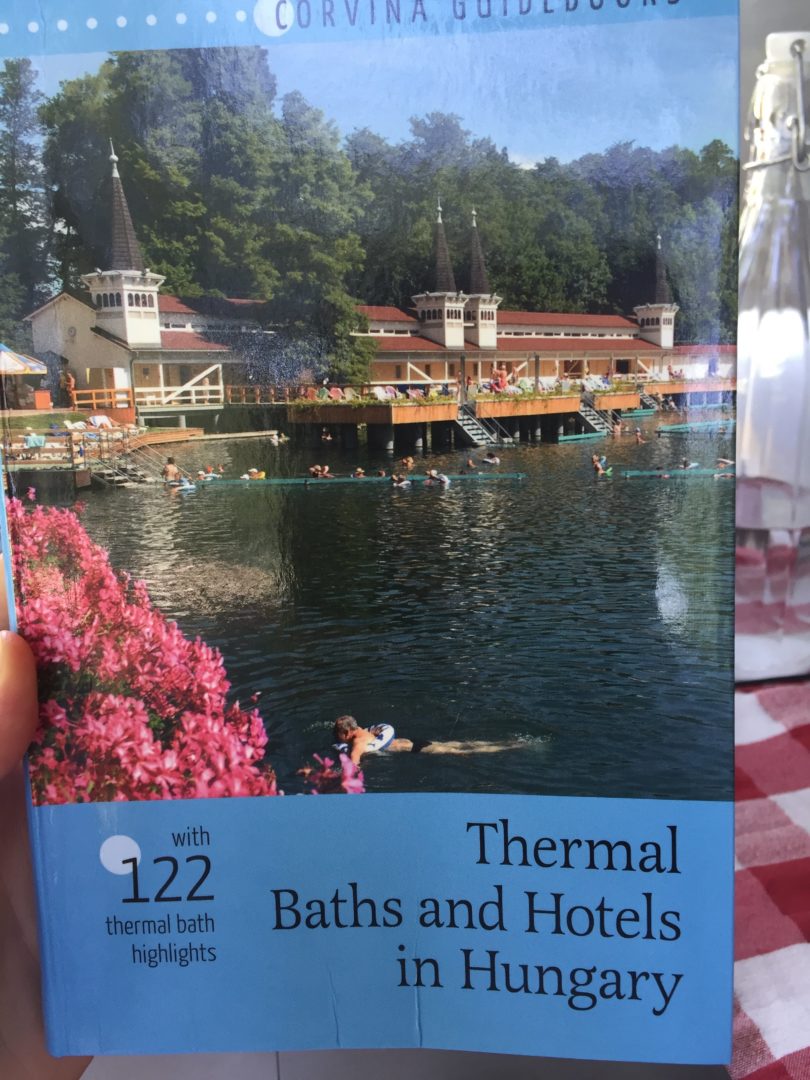 CORVINA GUIDEBOOKS
with
122
thermal bath
highlights
Thermal
Baths and Hotels
in Hungary